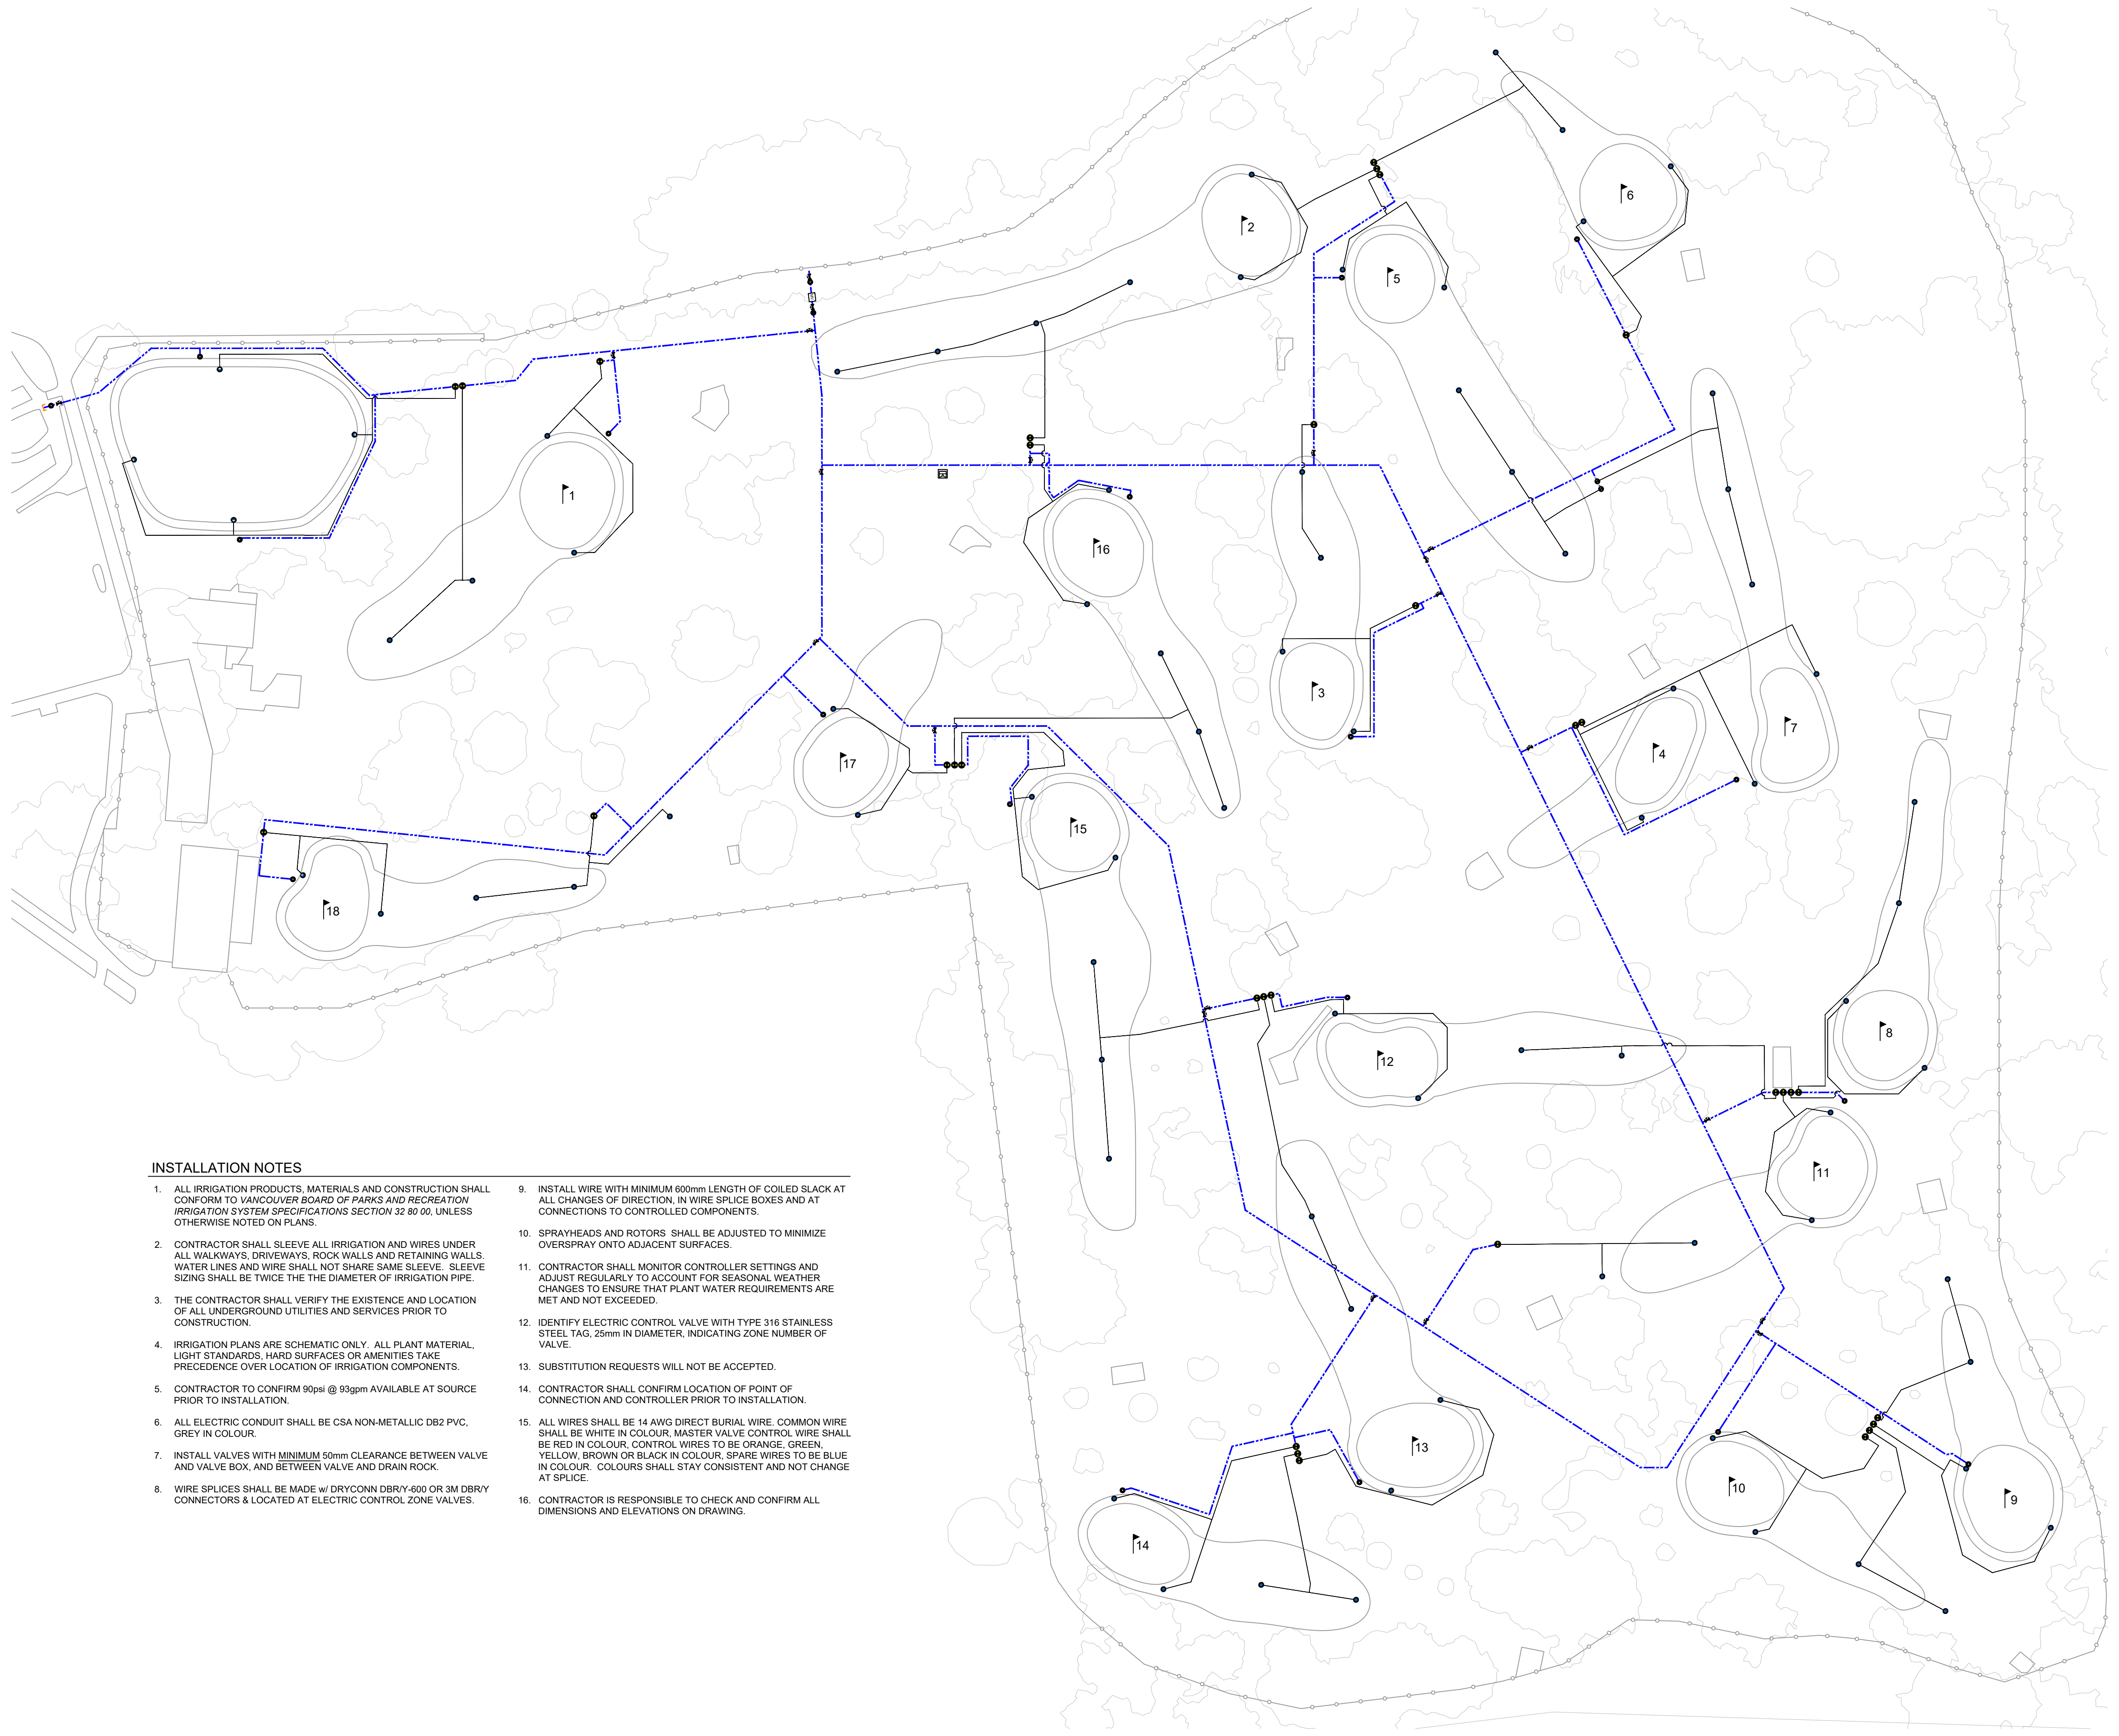 6
2
5
1
16
3
7
4
17
15
18
8
12
11
INSTALLATION NOTES
1. ALL IRRIGATION PRODUCTS, MATERIALS AND CONSTRUCTION SHALL
CONFORM TO VANCOUVER BOARD OF PARKS AND RECREATION
IRRIGATION SYSTEM SPECIFICATIONS SECTION 32 80 00, UNLESS
OTHERWISE NOTED ON PLANS.
2. CONTRACTOR SHALL SLEEVE ALL IRRIGATION AND WIRES UNDER
ALL WALKWAYS, DRIVEWAYS, ROCK WALLS AND RETAINING WALLS.
WATER LINES AND WIRE SHALL NOT SHARE SAME SLEEVE. SLEEVE
SIZING SHALL BE TWICE THE THE DIAMETER OF IRRIGATION PIPE.
3. THE CONTRACTOR SHALL VERIFY THE EXISTENCE AND LOCATION
OF ALL UNDERGROUND UTILITIES AND SERVICES PRIOR TO
CONSTRUCTION.
4. IRRIGATION PLANS ARE SCHEMATIC ONLY. ALL PLANT MATERIAL,
LIGHT STANDARDS, HARD SURFACES OR AMENITIES TAKE
PRECEDENCE OVER LOCATION OF IRRIGATION COMPONENTS.
5. CONTRACTOR TO CONFIRM 90psi @ 93gpm AVAILABLE AT SOURCE
PRIOR TO INSTALLATION.
6. ALL ELECTRIC CONDUIT SHALL BE CSA NON-METALLIC DB2 PVC,
GREY IN COLOUR.
7. INSTALL VALVES WITH MINIMUM 50mm CLEARANCE BETWEEN VALVE
AND VALVE BOX, AND BETWEEN VALVE AND DRAIN ROCK.
8. WIRE SPLICES SHALL BE MADE w/ DRYCONN DBR/Y-600 OR 3M DBR/Y
CONNECTORS & LOCATED AT ELECTRIC CONTROL ZONE VALVES.
9. INSTALL WIRE WITH MINIMUM 600mm LENGTH OF COILED SLACK AT
ALL CHANGES OF DIRECTION, IN WIRE SPLICE BOXES AND AT
CONNECTIONS TO CONTROLLED COMPONENTS.
10. SPRAYHEADS AND ROTORS SHALL BE ADJUSTED TO MINIMIZE
OVERSPRAY ONTO ADJACENT SURFACES.
11. CONTRACTOR SHALL MONITOR CONTROLLER SETTINGS AND
ADJUST REGULARLY TO ACCOUNT FOR SEASONAL WEATHER
CHANGES TO ENSURE THAT PLANT WATER REQUIREMENTS ARE
MET AND NOT EXCEEDED.
12. IDENTIFY ELECTRIC CONTROL VALVE WITH TYPE 316 STAINLESS
STEEL TAG, 25mm IN DIAMETER, INDICATING ZONE NUMBER OF
VALVE.
13. SUBSTITUTION REQUESTS WILL NOT BE ACCEPTED.
14. CONTRACTOR SHALL CONFIRM LOCATION OF POINT OF
CONNECTION AND CONTROLLER PRIOR TO INSTALLATION.
15. ALL WIRES SHALL BE 14 AWG DIRECT BURIAL WIRE. COMMON WIRE
SHALL BE WHITE IN COLOUR, MASTER VALVE CONTROL WIRE SHALL
BE RED IN COLOUR, CONTROL WIRES TO BE ORANGE, GREEN,
YELLOW, BROWN OR BLACK IN COLOUR, SPARE WIRES TO BE BLUE
IN COLOUR. COLOURS SHALL STAY CONSISTENT AND NOT CHANGE
AT SPLICE.
16. CONTRACTOR IS RESPONSIBLE TO CHECK AND CONFIRM ALL
DIMENSIONS AND ELEVATIONS ON DRAWING.
13
10
9
14